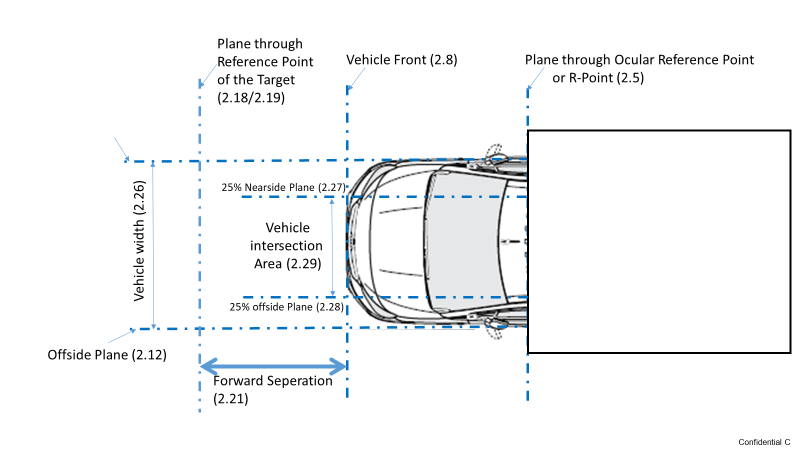 Plane through
Reference Point
of the Target
(2.18/2.19)
Vehicle Front (2.8)
Plane through Ocular Reference Point
or R-Point (2.5)
25% Nearside Plane (2.27)
Vehicle width (2.26)
Vehicle
intersection
Area (2.29)
25% offside Plane (2.28)
Offside Plane (2.12)
Forward Seperation
(2.21)
Confidential C